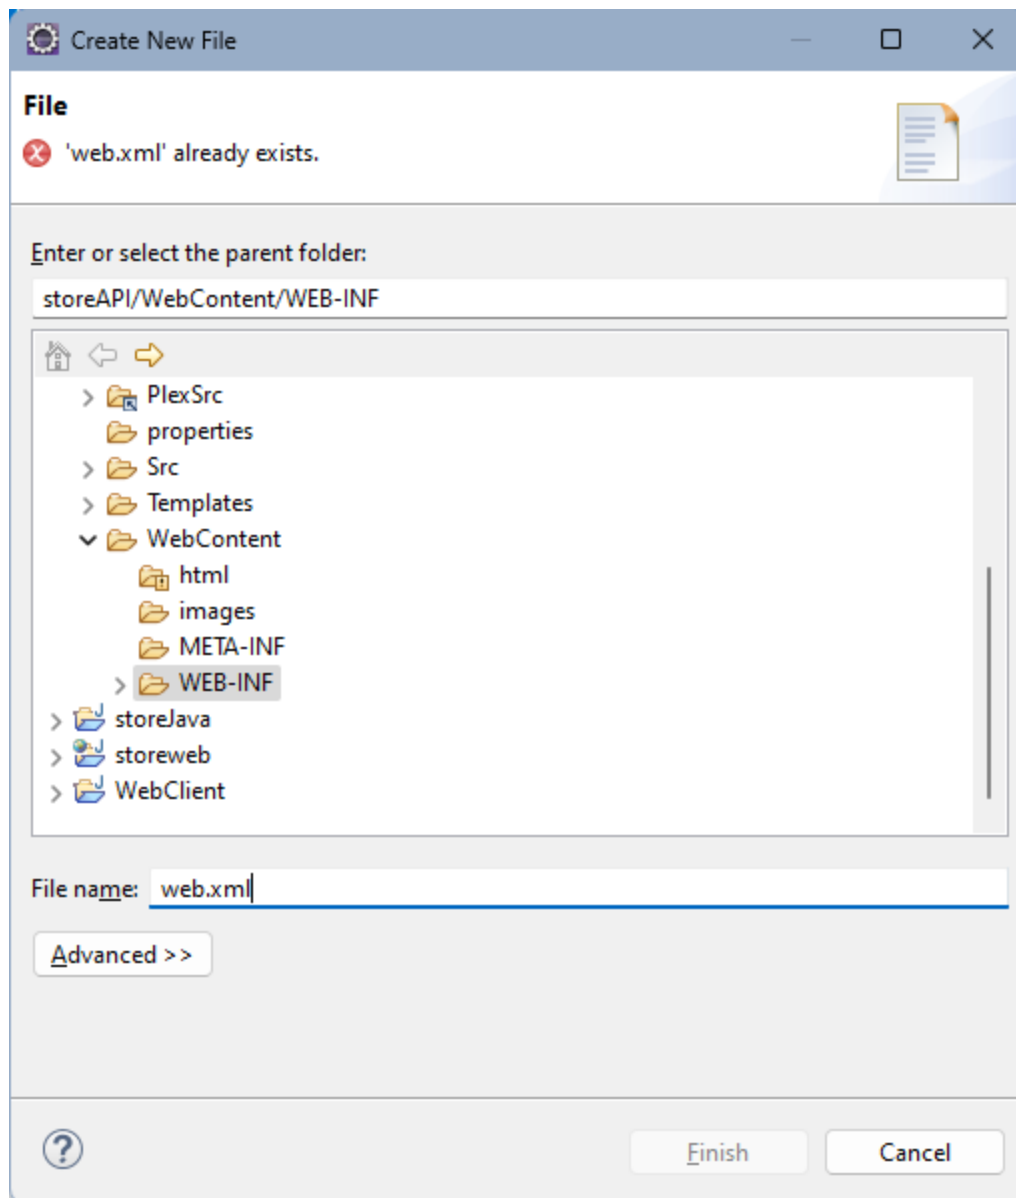 Create New File
File
'web.xml' already exists.
Enter or select the parent folder:
storeAPI/WebContent/WEB-INF
PlexSrc
properties
Src
Templates
WebContent
html
images
META-INF
WEB-INF
storeJava
storeweb
WebClient
File name: web.xml
Advanced >>
Finish Cancel